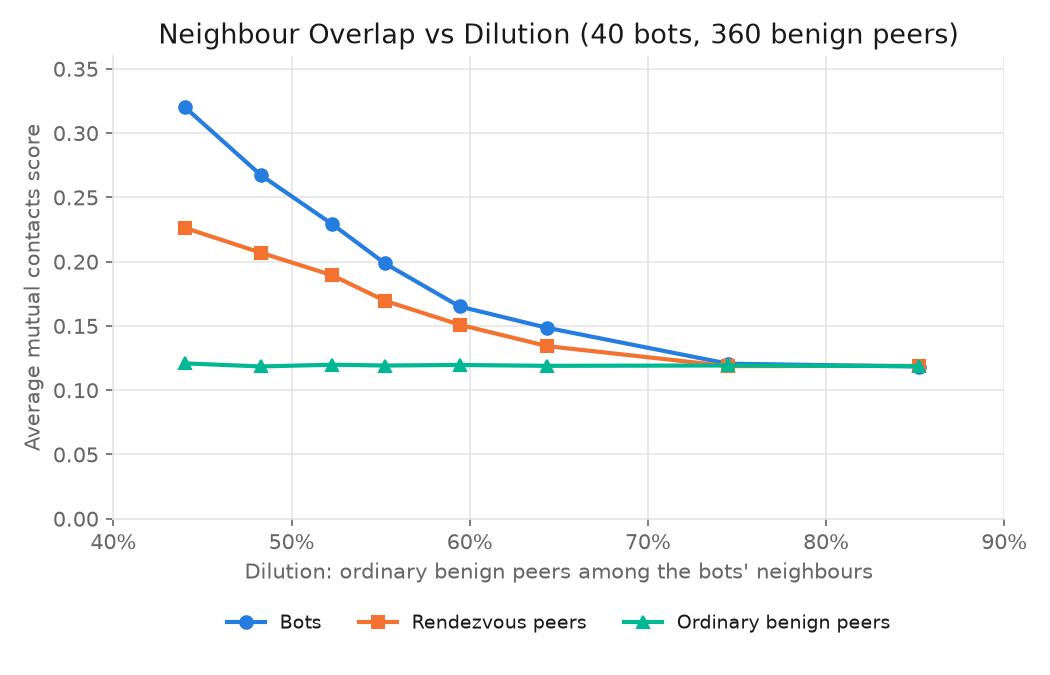 Neighbour Overlap vs Dilution (40 bots, 360 benign peers)
Average mutual contacts score
0.35
0.30
0.25
0.20
0.15
0.10
0.05
0.00
40% 50% 60% 70% 80% 90%
Dilution: ordinary benign peers among the bots' neighbours
Bots Rendezvous peers Ordinary benign peers